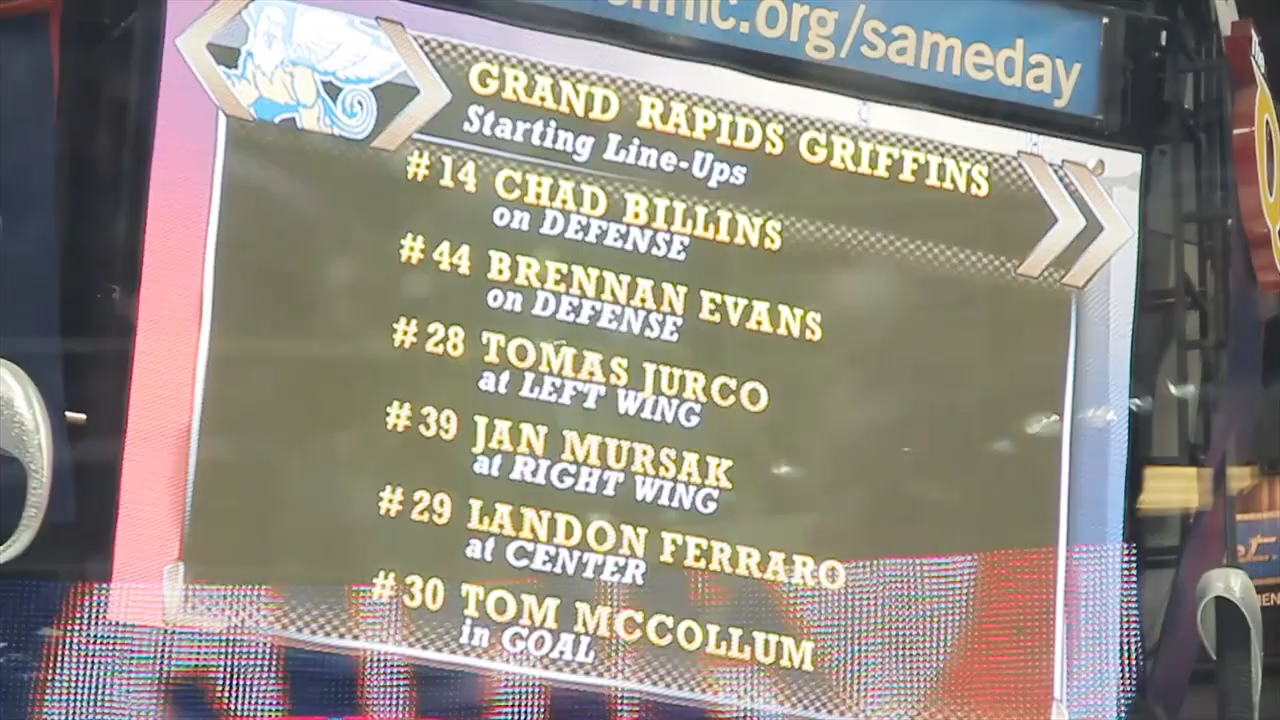 .org/sameday
GRAND RAPIDS GRIFFINS
Starting Line-Ups
#14 CHAD BILLINS
on DEFENSE
#44 BRENNAN EVANS
on DEFENSE
#28 TOMAS JURCO
at LEFT WING
#39 JAN MURSAK
at RIGHT WING
#29 LANDON FERRARO
at CENTER
#30 TOM MCCOLLUM
in GOAL